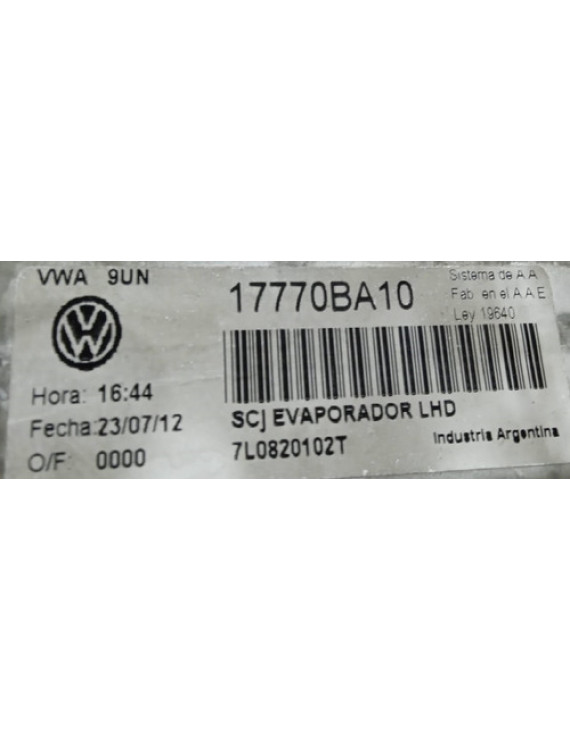 VWA 9UN
17770BA10
Sistema de A.A
Fab en el A.A.E
Ley 19640
Hora: 16:44
Fecha:23/07/12
O/F: 0000
SCJ EVAPORADOR LHD
7L0820102T
Industria Argentina